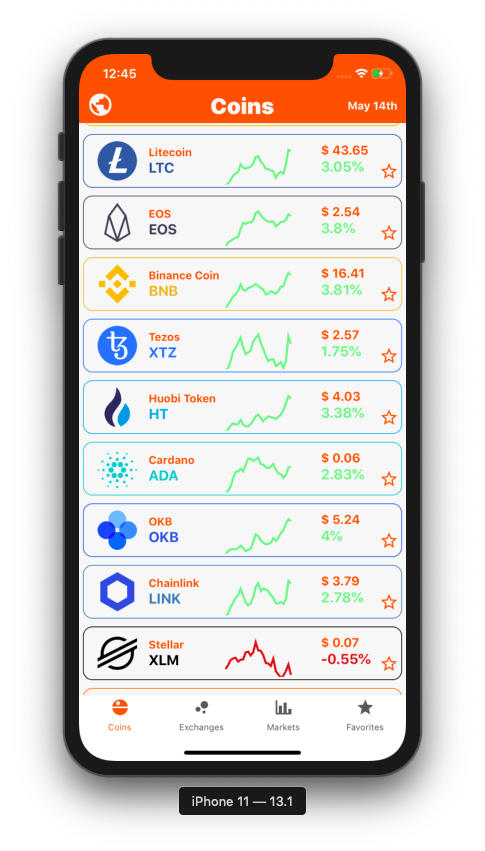 12:45
Coins
May 14th
Litecoin
LTC
$ 43.65
3.05%
EOS
EOS
$ 2.54
3.8%
Binance Coin
BNB
$ 16.41
3.81%
Tezos
XTZ
$ 2.57
1.75%
Huobi Token
HT
$ 4.03
3.38%
Cardano
ADA
$ 0.06
2.83%
OKB
OKB
$ 5.24
4%
Chainlink
LINK
$ 3.79
2.78%
Stellar
XLM
$ 0.07
-0.55%
Coins
Exchanges
Markets
Favorites
iPhone 11 — 13.1